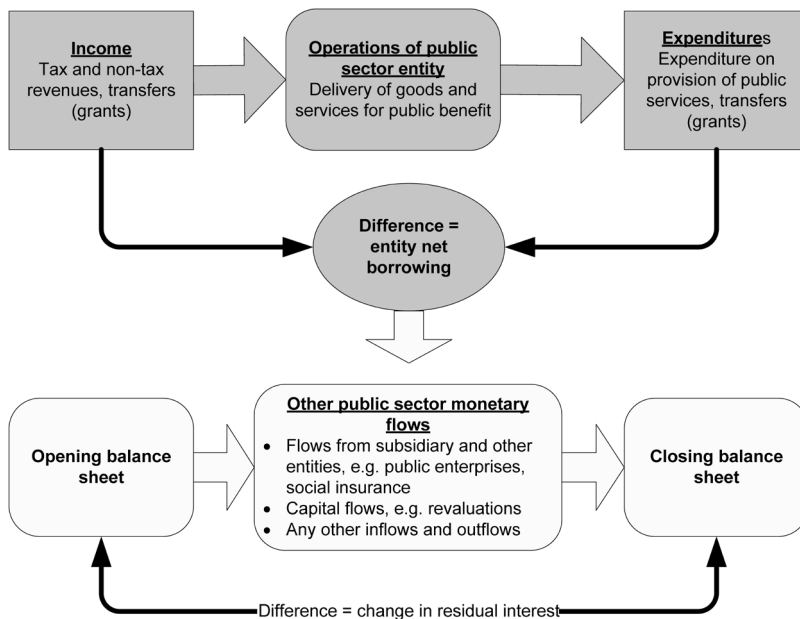 Income
Tax and non-tax
revenues, transfers
(grants)
Operations of public
sector entity
Delivery of goods and
services for public benefit
Expenditures
Expenditure on
provision of public
services, transfers
(grants)
Difference =
entity net
borrowing
Opening balance
sheet
Other public sector monetary
flows
• Flows from subsidiary and other
entities, e.g. public enterprises,
social insurance
• Capital flows, e.g. revaluations
• Any other inflows and outflows
Closing balance
sheet
Difference = change in residual interest